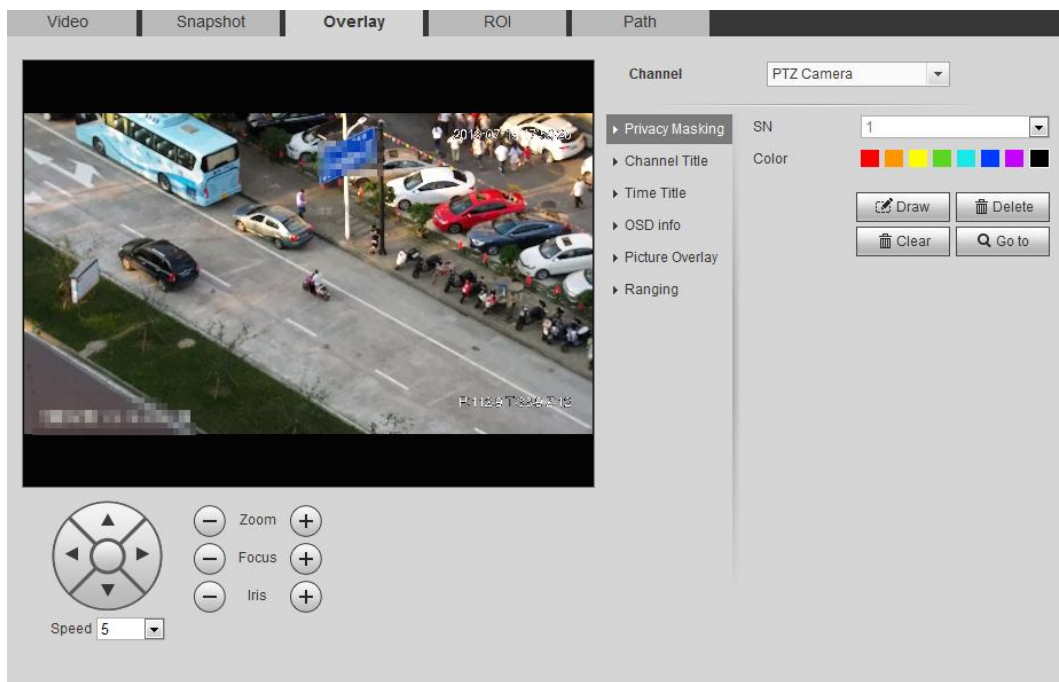 Video Snapshot Overlay ROI Path
Channel PTZ Camera
Privacy Masking
Channel Title
Time Title
OSD info
Picture Overlay
Ranging
SN 1
Color
Draw Delete
Clear Go to
Zoom
Focus
Iris
Speed 5